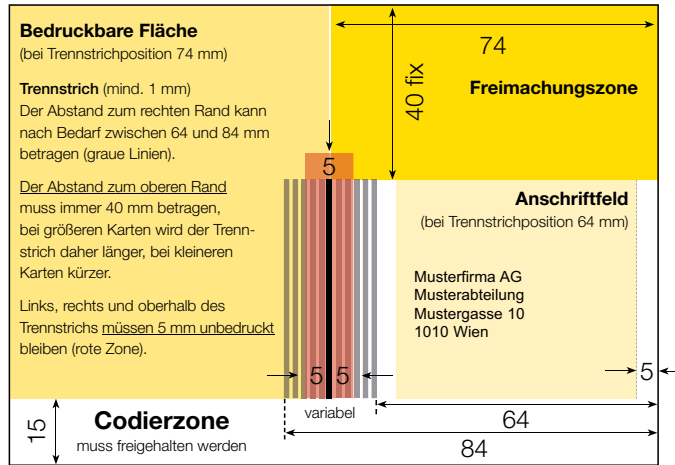 Bedruckbare Fläche
(bei Trennstrichposition 74 mm)
Trennstrich (mind. 1 mm)
Der Abstand zum rechten Rand kann
nach Bedarf zwischen 64 und 84 mm
betragen (graue Linien).
Der Abstand zum oberen Rand
muss immer 40 mm betragen,
bei größeren Karten wird der Trenn-
strich daher länger, bei kleineren
Karten kürzer.
Links, rechts und oberhalb des
Trennstrichs müssen 5 mm unbedruckt
bleiben (rote Zone).
74
40 fix
Freimachungszone
5
Anschriftfeld
(bei Trennstrichposition 64 mm)
Musterfirma AG
Musterabteilung
Mustergasse 10
1010 Wien
5 5
5
variabel
15
Codierzone
muss freigehalten werden
64
84